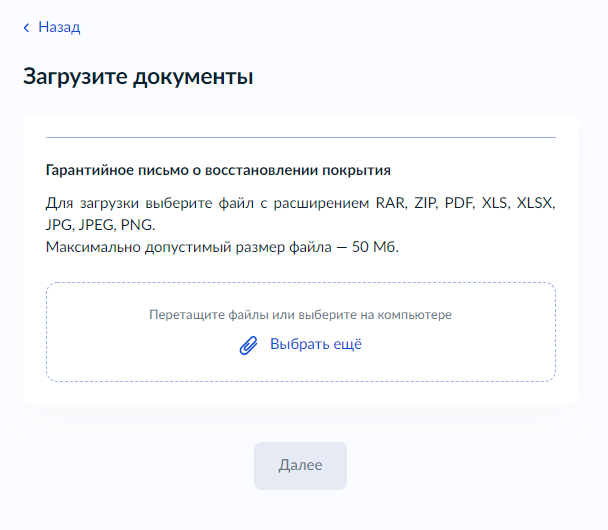 Назад
Загрузите документы
Гарантийное письмо о восстановлении покрытия
Для загрузки выберите файл с расширением RAR, ZIP, PDF, XLS, XLSX,
JPG, JPEG, PNG.
Максимально допустимый размер файла — 50 Мб.
Перетащите файлы или выберите на компьютере
Выбрать ещё
Далее